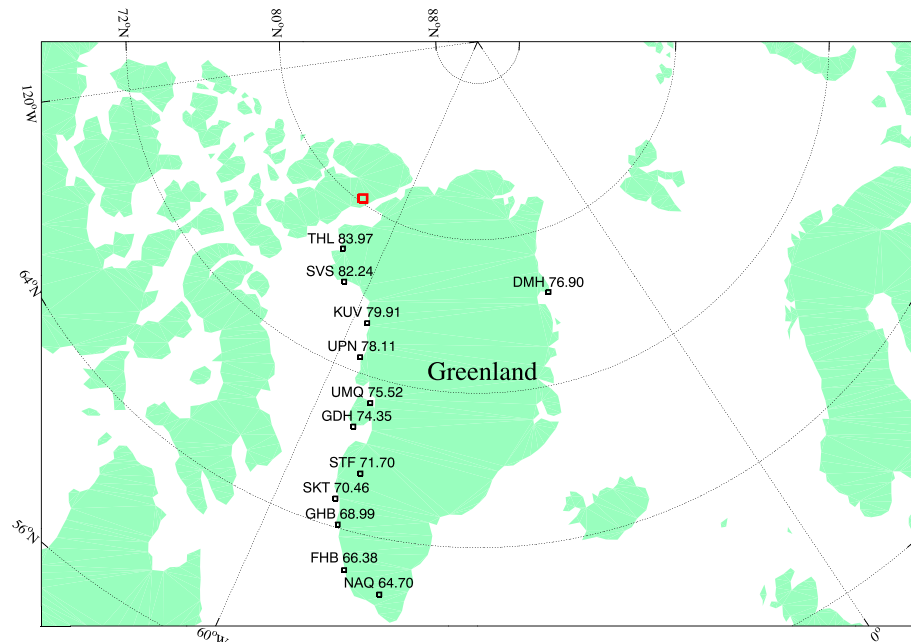 72°N
80°N
88°N
120°W
THL 83.97
SVS 82.24
DMH 76.90
64°N
KUV 79.91
UPN 78.11
Greenland
UMQ 75.52
GDH 74.35
STF 71.70
SKT 70.46
GHB 68.99
56°N
FHB 66.38
NAQ 64.70
60°W
0°